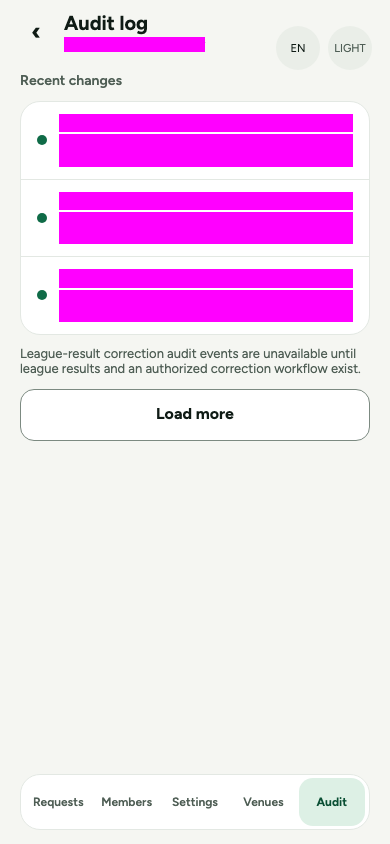 Audit log
EN
LIGHT
Recent changes
League-result correction audit events are unavailable until
league results and an authorized correction workflow exist.
Load more
Requests
Members
Settings
Venues
Audit